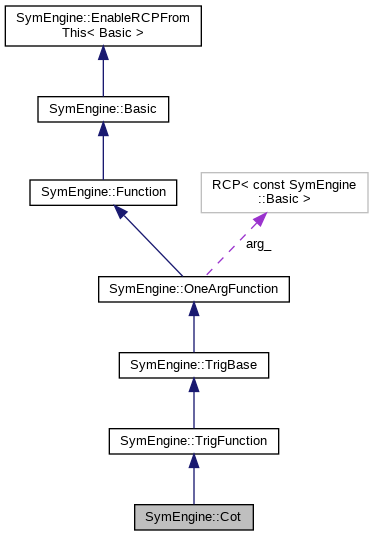 SymEngine::EnableRCPFrom
This< Basic >
SymEngine::Basic
SymEngine::Function
RCP< const SymEngine
::Basic >
arg_
SymEngine::OneArgFunction
SymEngine::TrigBase
SymEngine::TrigFunction
SymEngine::Cot